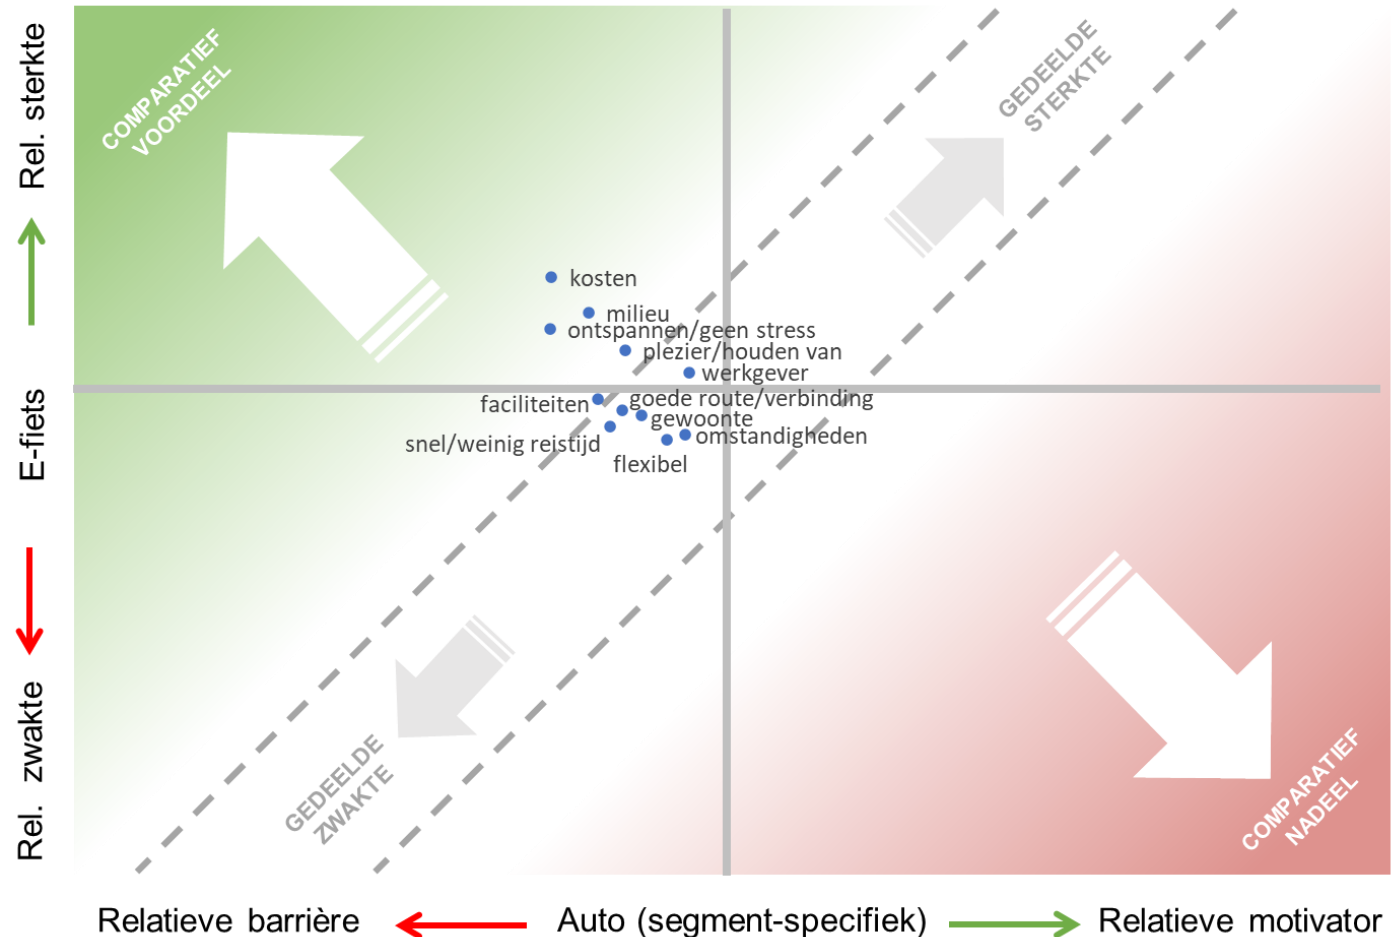 Rel. sterkte
E-fiets
Rel. zwakte
COMPARATIEF
VOORDEEL
GEDEELDE
STERKTE
kosten
milieu
ontspannen/geen stress
plezier/houden van
werkgever
faciliteiten
goede route/verbinding
gewoonte
snel/weinig reistijd
omstandigheden
flexibel
GEDEELDE
ZWAKTE
COMPARATIEF
NADEEL
Relatieve barrière
Auto (segment-specifiek)
Relatieve motivator